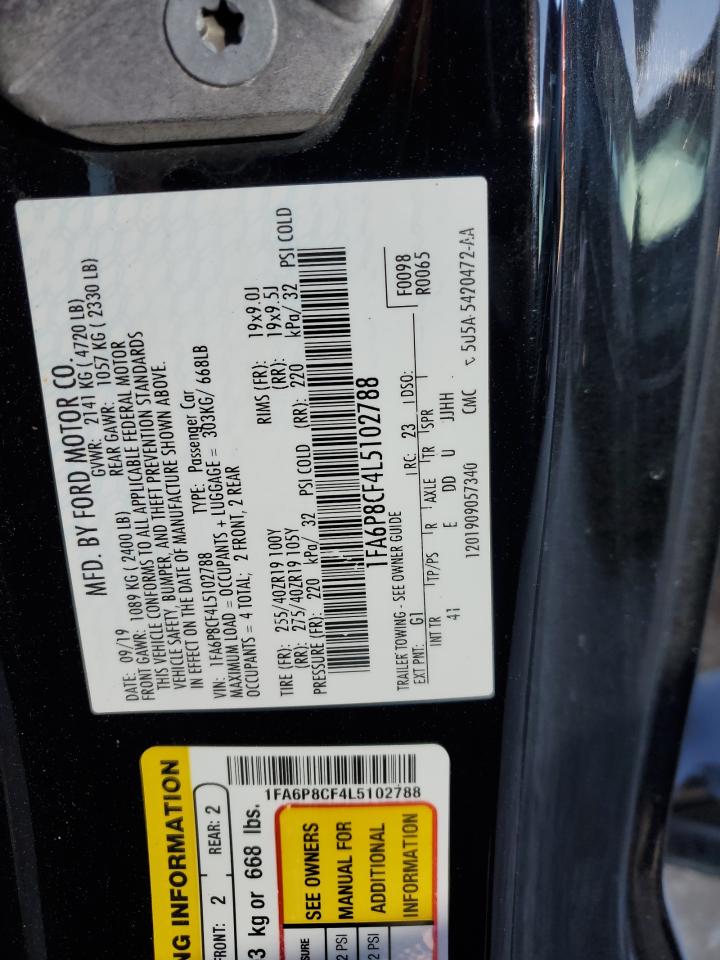 MFD. BY FORD MOTOR CO.
DATE: 09/19 GVWR: 2141 KG ( 4720 LB)
FRONT GAWR: 1089 KG ( 2400 LB) REAR GAWR: 1057 KG ( 2330 LB)
THIS VEHICLE CONFORMS TO ALL APPLICABLE FEDERAL MOTOR
VEHICLE SAFETY, BUMPER, AND THEFT PREVENTION STANDARDS
IN EFFECT ON THE DATE OF MANUFACTURE SHOWN ABOVE.
VIN: 1FA6P8CF4L5102788 TYPE: Passenger Car
MAXIMUM LOAD = OCCUPANTS + LUGGAGE = 303KG/ 668LB
OCCUPANTS = 4 TOTAL; 2 FRONT, 2 REAR
TIRE (FR): 255/40ZR19 100Y RIMS (FR): 19x9.0J
(RR): 275/40ZR19 105Y (RR): 19x9.5J
PRESSURE (FR): 220 kPa/ 32 PSI COLD (RR): 220 kPa/ 32 PSI COLD
1FA6P8CF4L5102788
TRAILER TOWING - SEE OWNER GUIDE F0098
EXT PNT: G1 RC: 23 DSO: R0065
INT TR TP/PS R AXLE TR SPR
41 E DD U JJHH
1201909057340 CMC 5U5A-5420472-AA
NG INFORMATION
FRONT: 2 REAR: 2
3 kg or 668 lbs.
1FA6P8CF4L5102788
SURE SEE OWNERS
2 PSI MANUAL FOR
2 PSI ADDITIONAL
INFORMATION